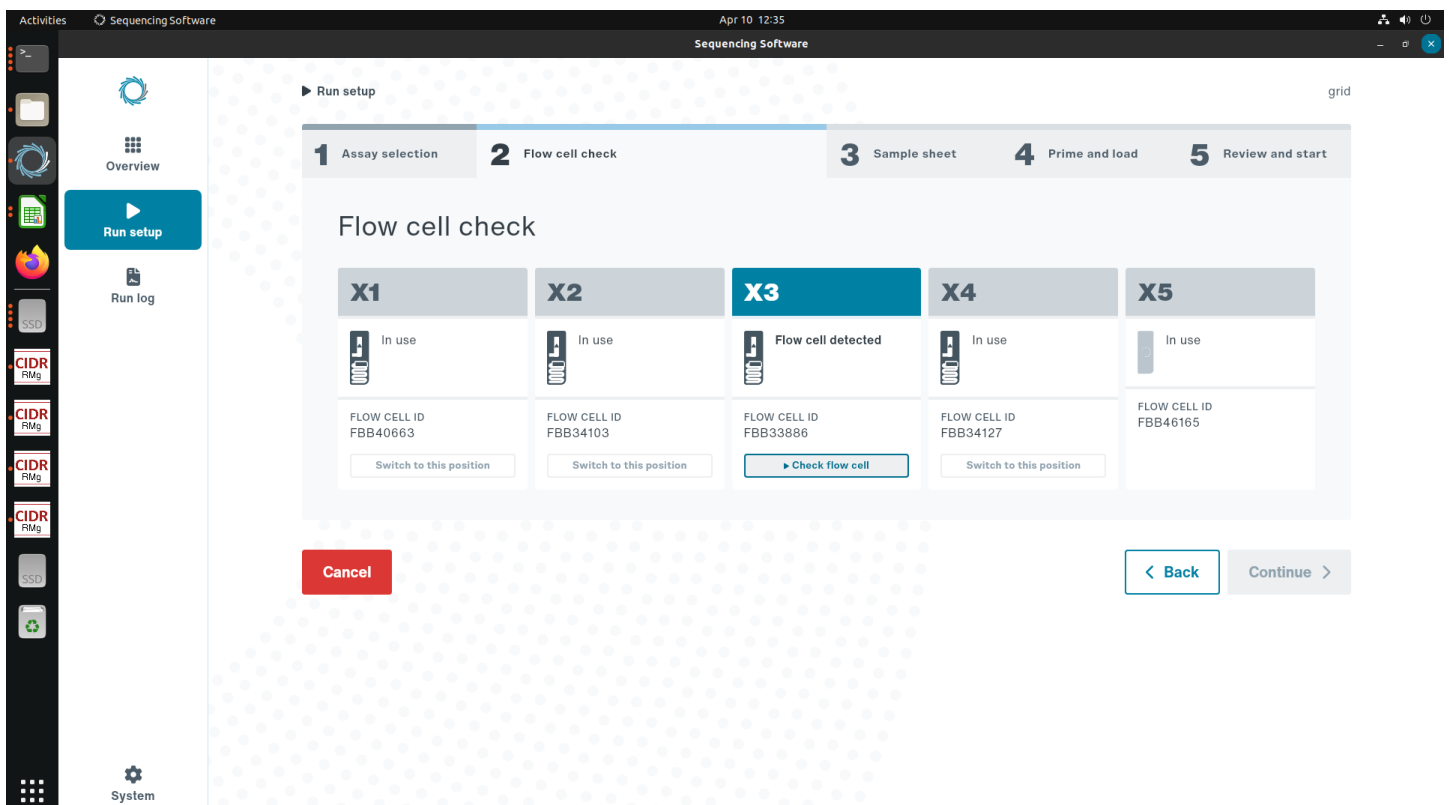 Activities Sequencing Software Apr 10 12:35
Sequencing Software
Run setup grid
1 Assay selection 2 Flow cell check 3 Sample sheet 4 Prime and load 5 Review and start
Overview
Run setup
Run log
System
Flow cell check
X1 X2 X3 X4 X5
In use In use Flow cell detected In use In use
FLOW CELL ID FLOW CELL ID FLOW CELL ID FLOW CELL ID FLOW CELL ID
FBB40663 FBB34103 FBB33886 FBB34127 FBB46165
Switch to this position Switch to this position Check flow cell Switch to this position
Cancel Back Continue
SSD
CIDR
RMg
CIDR
RMg
CIDR
RMg
CIDR
RMg
SSD